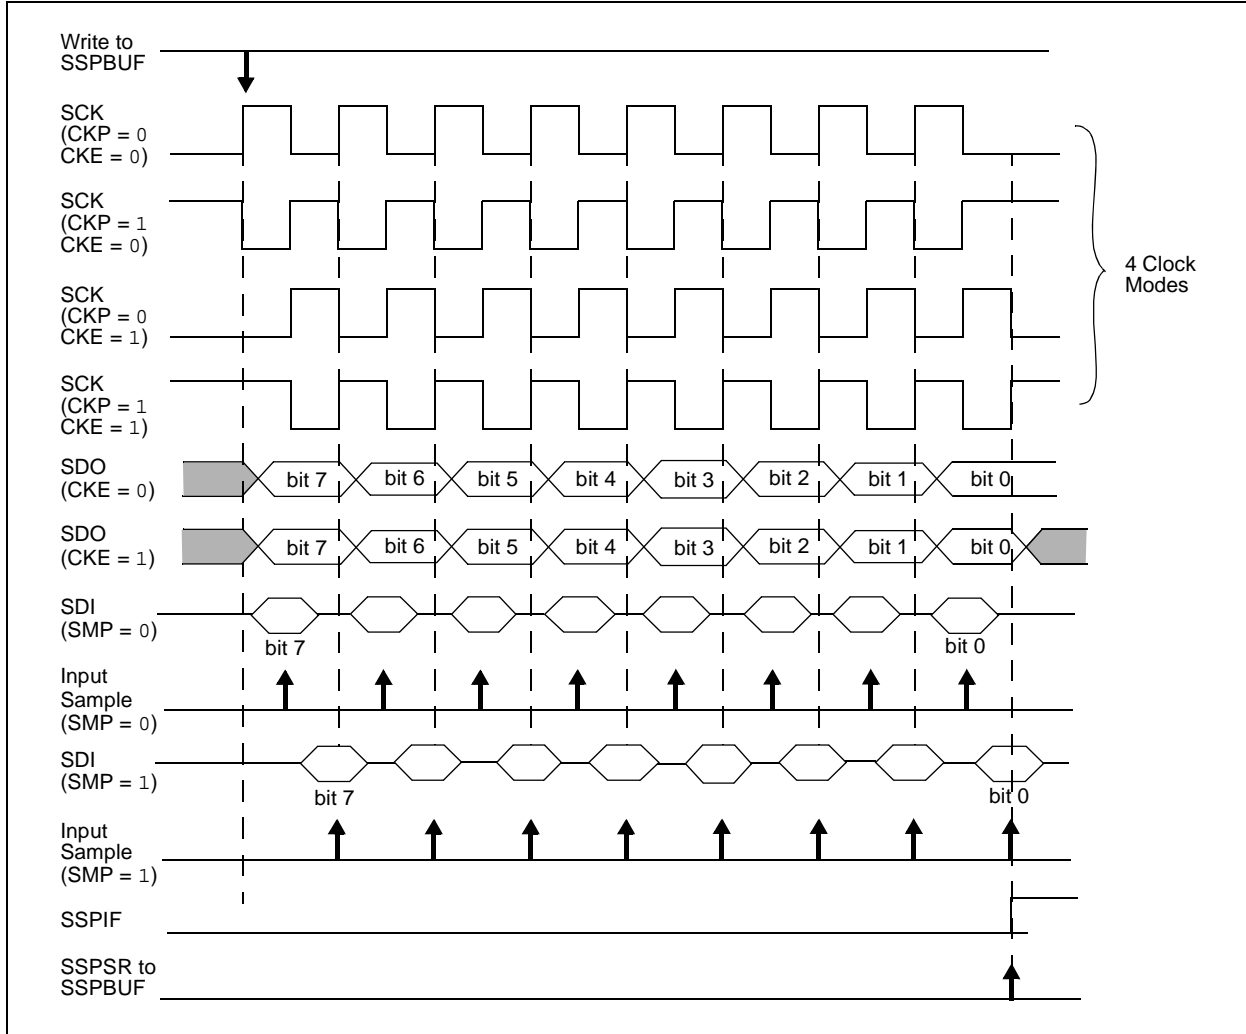 Write to
SSPBUF
SCK
(CKP = 0
CKE = 0)
SCK
(CKP = 1
CKE = 0)
4 Clock
Modes
SCK
(CKP = 0
CKE = 1)
SCK
(CKP = 1
CKE = 1)
SDO
(CKE = 0)
bit 7 bit 6 bit 5 bit 4 bit 3 bit 2 bit 1 bit 0
SDO
(CKE = 1)
bit 7 bit 6 bit 5 bit 4 bit 3 bit 2 bit 1 bit 0
SDI
(SMP = 0)
bit 7 bit 0
Input
Sample
(SMP = 0)
SDI
(SMP = 1)
bit 7 bit 0
Input
Sample
(SMP = 1)
SSPIF
SSPSR to
SSPBUF